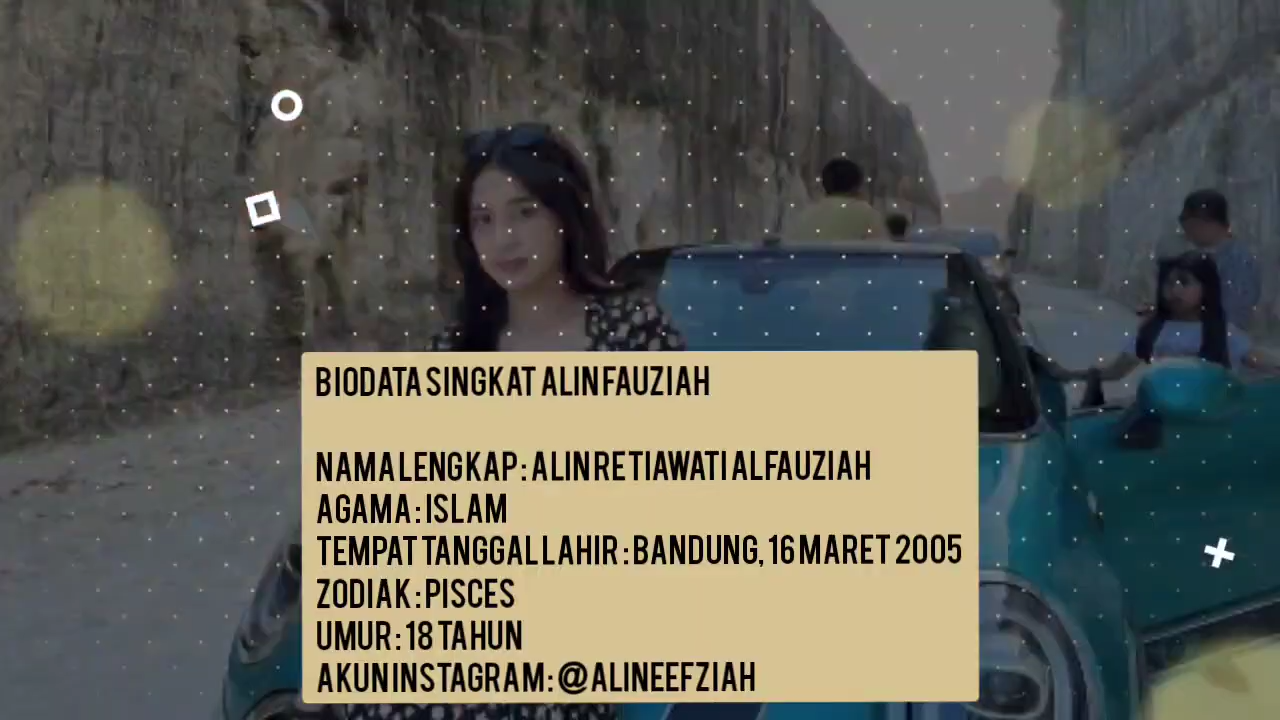 BIODATA SINGKAT ALIN FAUZIAH
NAMA LENGKAP : ALIN RETIAWATI ALFAUZIAH
AGAMA : ISLAM
TEMPAT TANGGAL LAHIR : BANDUNG, 16 MARET 2005
ZODIAK : PISCES
UMUR : 18 TAHUN
AKUN INSTAGRAM : @ALINEEFZIAH